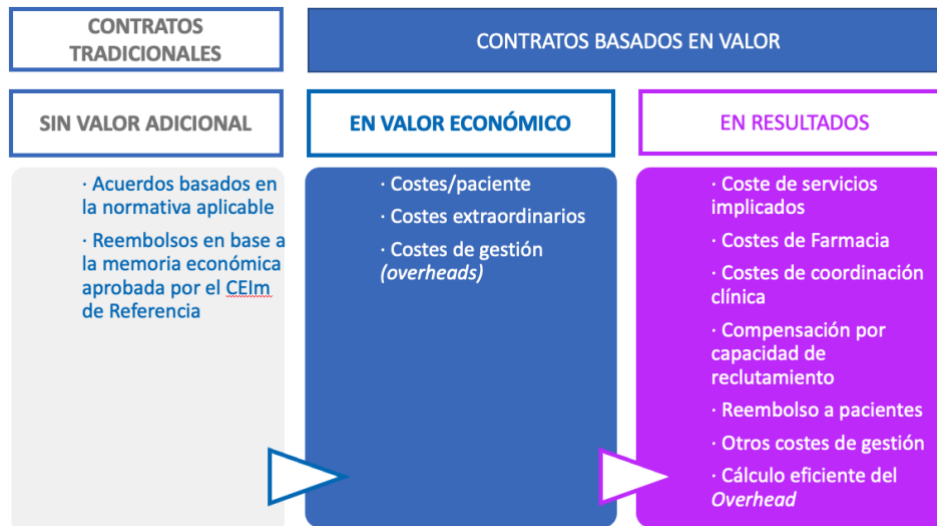 CONTRATOS
TRADICIONALES
CONTRATOS BASADOS EN VALOR
SIN VALOR ADICIONAL
EN VALOR ECONÓMICO
EN RESULTADOS
· Acuerdos basados en
la normativa aplicable
· Reembolsos en base a
la memoria económica
aprobada por el CEIm
de Referencia
· Costes/paciente
· Costes extraordinarios
· Costes de gestión
(overheads)
· Coste de servicios
implicados
· Costes de Farmacia
· Costes de coordinación
clínica
· Compensación por
capacidad de
reclutamiento
· Reembolso a pacientes
· Otros costes de gestión
· Cálculo eficiente del
Overhead